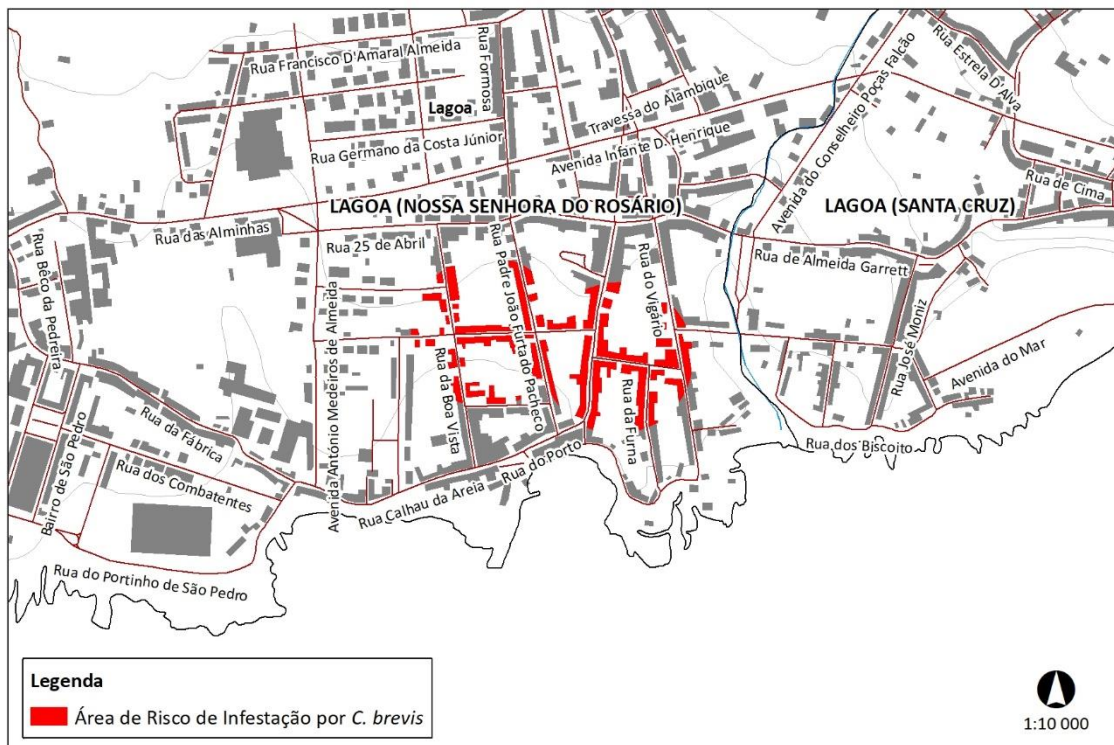 Rua Francisco D'Amaral Almeida
Rua Formosa
Lagoa
Rua Germano da Costa Júnior
Travessa do Alambique
Avenida Infante D. Henrique
Avenida do Conselheiro Poças Falcão
Rua Estrela D'Alva
Rua de Cima
LAGOA (NOSSA SENHORA DO ROSÁRIO)
LAGOA (SANTA CRUZ)
Rua das Alminhas
Rua 25 de Abril
Rua Bêco da Pedreira
Avenida António Medeiros de Almeida
Rua Padre João Furtado Pacheco
Rua do Vigário
Rua de Almeida Garrett
Rua José Moniz
Avenida do Mar
Rua da Boa Vista
Rua da Furna
Rua da Fábrica
Bairro de São Pedro
Rua dos Combatentes
Rua Calhau da Areia
Rua do Porto
Rua dos Biscoito
Rua do Portinho de São Pedro
Legenda
Área de Risco de Infestação por C. brevis
1:10 000